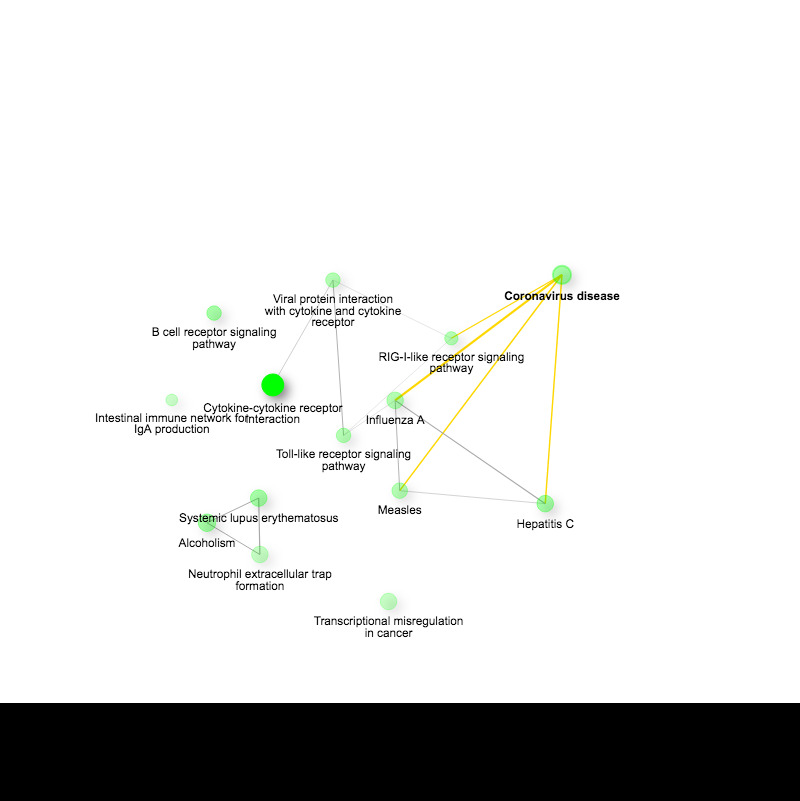 Coronavirus disease
Viral protein interaction
with cytokine and cytokine
receptor
B cell receptor signaling
pathway
RIG-I-like receptor signaling
pathway
Cytokine-cytokine receptor
interaction
Intestinal immune network for
IgA production
Influenza A
Toll-like receptor signaling
pathway
Measles
Systemic lupus erythematosus
Hepatitis C
Alcoholism
Neutrophil extracellular trap
formation
Transcriptional misregulation
in cancer